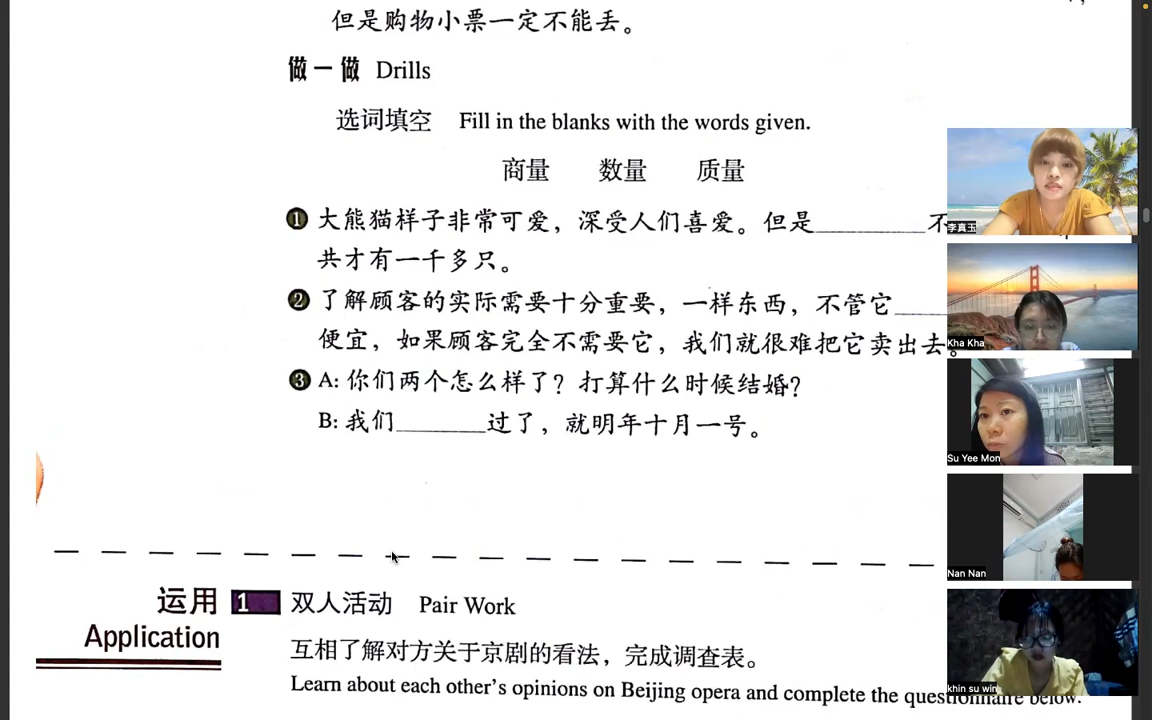 但是购物小票一定不能丢。
做一做 Drills
选词填空 Fill in the blanks with the words given.
商量 数量 质量
1 大熊猫样子非常可爱，深受人们喜爱。但是________不
共才有一千多只。
2 了解顾客的实际需要十分重要，一样东西，不管它____
便宜，如果顾客完全不需要它，我们就很难把它卖出去。
3 A: 你们两个怎么样了？打算什么时候结婚？
B: 我们_______过了，就明年十月一号。
运用 1 双人活动 Pair Work
Application
互相了解对方关于京剧的看法，完成调查表。
Learn about each other's opinions on Beijing opera and complete the questionnaire below.
李真玉
Kha Kha
Su Yee Mon
Nan Nan
khin su win